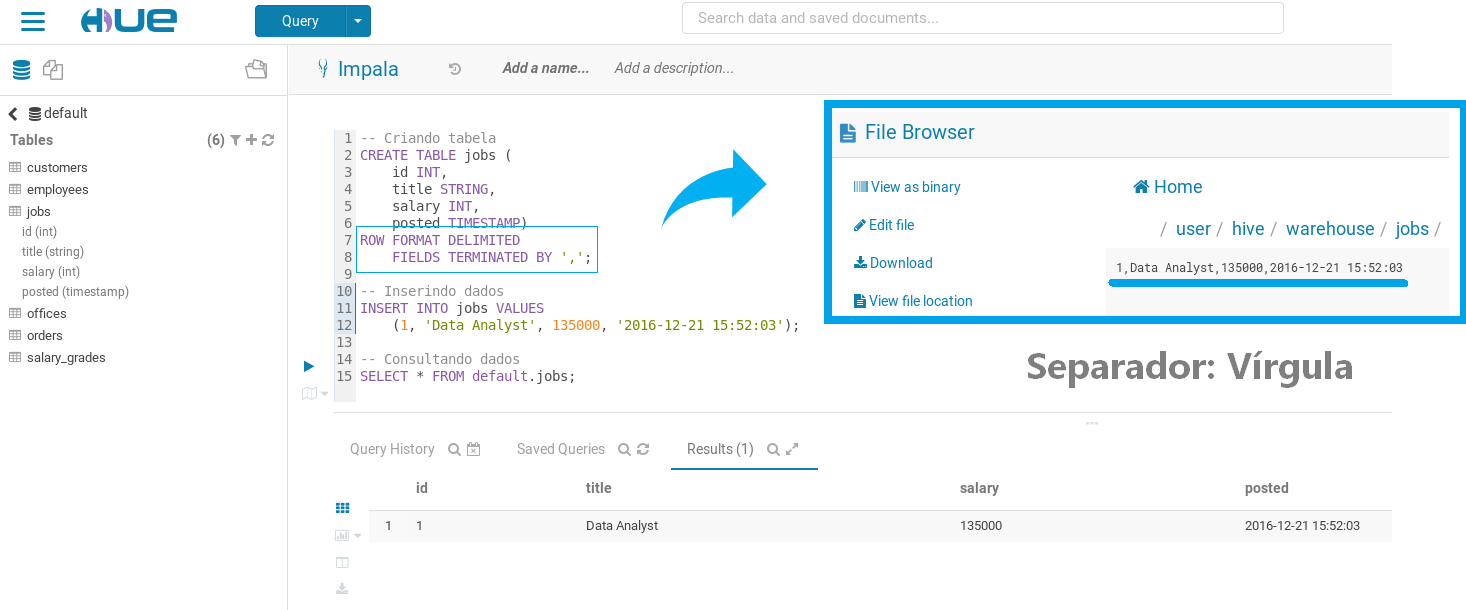 HUE
Query
Search data and saved documents...
Impala
Add a name...
Add a description...
default
Tables
(6)
customers
employees
jobs
id (int)
title (string)
salary (int)
posted (timestamp)
offices
orders
salary_grades
1 -- Criando tabela
2 CREATE TABLE jobs (
3 id INT,
4 title STRING,
5 salary INT,
6 posted TIMESTAMP)
7 ROW FORMAT DELIMITED
8 FIELDS TERMINATED BY ',';
9
10 -- Inserindo dados
11 INSERT INTO jobs VALUES
12 (1, 'Data Analyst', 135000, '2016-12-21 15:52:03');
13
14 -- Consultando dados
15 SELECT * FROM default.jobs;
File Browser
View as binary
Edit file
Download
View file location
Home
/ user / hive / warehouse / jobs /
1,Data Analyst,135000,2016-12-21 15:52:03
Separador: Vírgula
Query History
Saved Queries
Results (1)
id title salary posted
1 1 Data Analyst 135000 2016-12-21 15:52:03